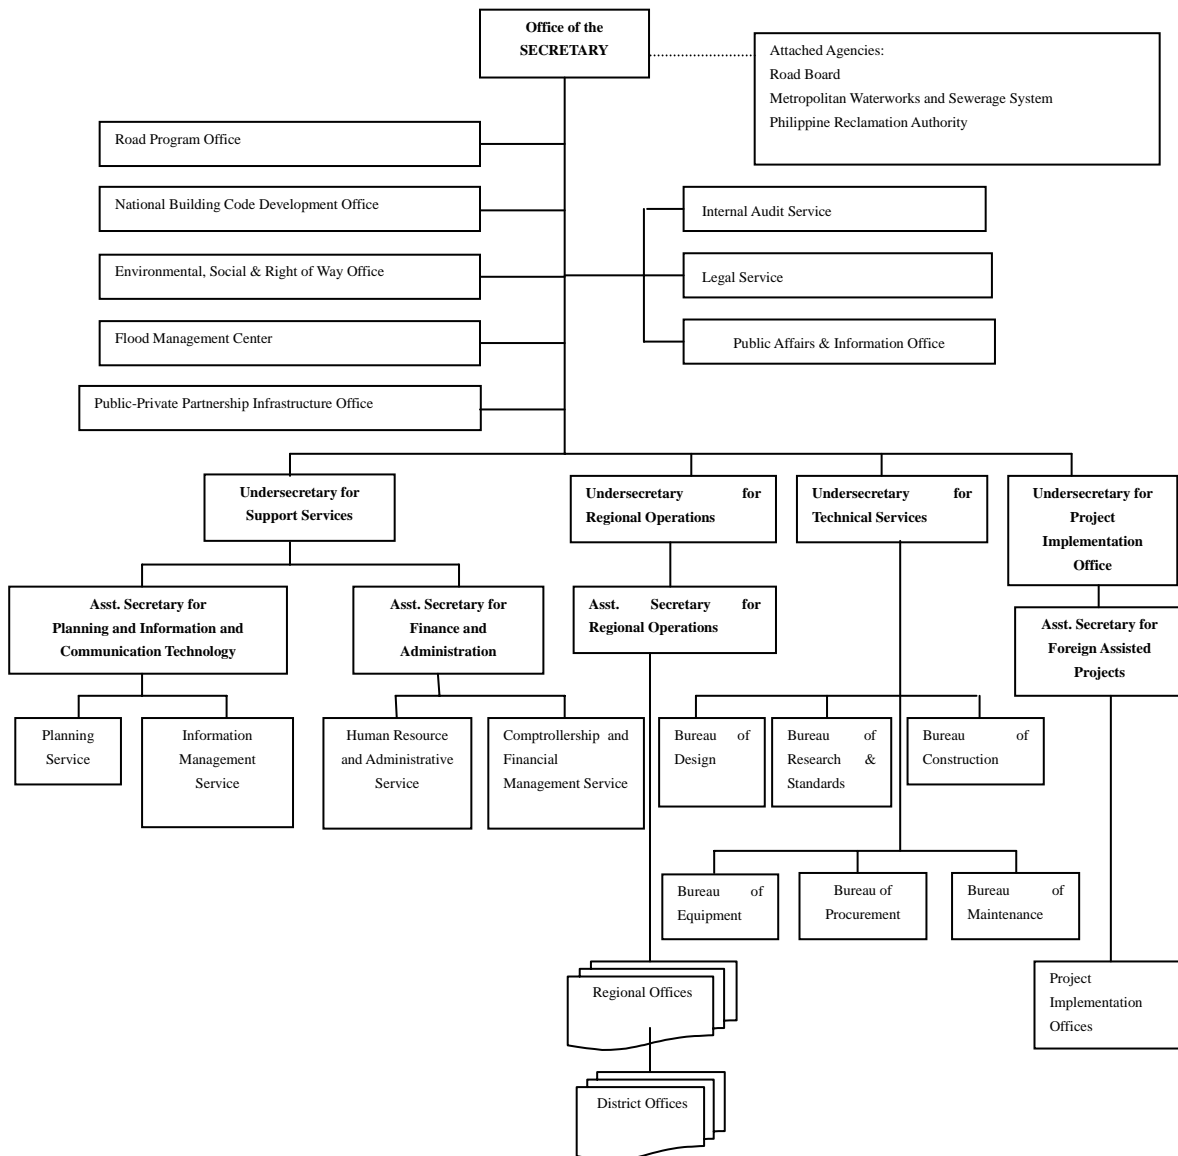 Office of the
SECRETARY
Attached Agencies:
Road Board
Metropolitan Waterworks and Sewerage System
Philippine Reclamation Authority
Road Program Office
National Building Code Development Office
Internal Audit Service
Environmental, Social & Right of Way Office
Legal Service
Flood Management Center
Public Affairs & Information Office
Public-Private Partnership Infrastructure Office
Undersecretary for
Support Services
Undersecretary for
Regional Operations
Undersecretary for
Technical Services
Undersecretary for
Project
Implementation
Office
Asst. Secretary for
Planning and Information and
Communication Technology
Asst. Secretary for
Finance and
Administration
Asst. Secretary for
Regional Operations
Asst. Secretary for
Foreign Assisted
Projects
Planning
Service
Information
Management
Service
Human Resource
and Administrative
Service
Comptrollership and
Financial
Management Service
Bureau of
Design
Bureau of
Research &
Standards
Bureau of
Construction
Bureau of
Equipment
Bureau of
Procurement
Bureau of
Maintenance
Regional Offices
Project
Implementation
Offices
District Offices